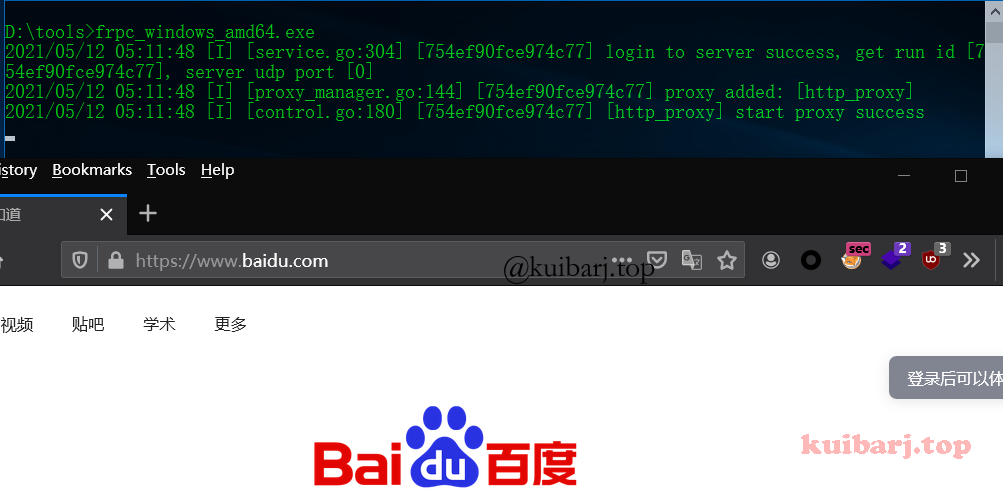 D:\tools>frpc_windows_amd64.exe
2021/05/12 05:11:48 [I] [service.go:304] [754ef90fce974c77] login to server success, get run id [7
54ef90fce974c77], server udp port [0]
2021/05/12 05:11:48 [I] [proxy_manager.go:144] [754ef90fce974c77] proxy added: [http_proxy]
2021/05/12 05:11:48 [I] [control.go:180] [754ef90fce974c77] [http_proxy] start proxy success
istory Bookmarks Tools Help
知道
https://www.baidu.com
@kuibarj.top
sec 2 3
视频 贴吧 学术 更多
登录后可以体
Bai du 百度
kuibarj.top